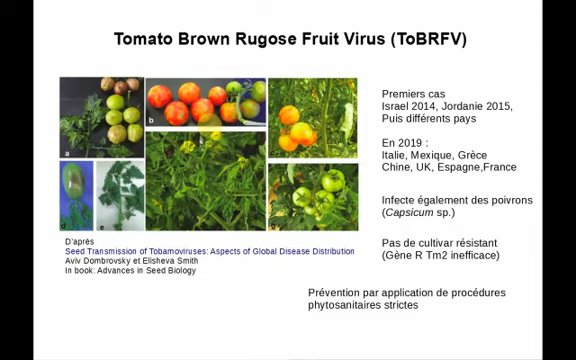 Tomato Brown Rugose Fruit Virus (ToBRFV)
a
b
d
e
Premiers cas
Israel 2014, Jordanie 2015,
Puis différents pays
En 2019 :
Italie, Mexique, Grèce
Chine, UK, Espagne,France
Infecte également des poivrons
(Capsicum sp.)
Pas de cultivar résistant
(Gène R Tm2 inefficace)
D'après
Seed Transmission of Tobamoviruses: Aspects of Global Disease Distribution
Aviv Dombrovsky et Elisheva Smith
In book: Advances in Seed Biology
Prévention par application de procédures
phytosanitaires strictes